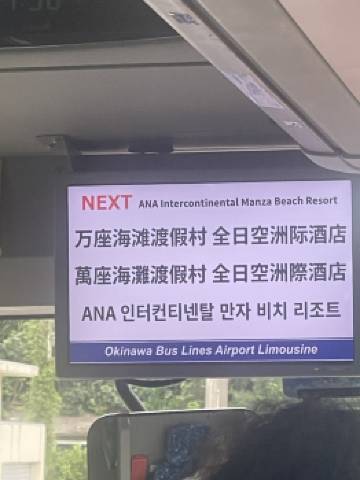 NEXT ANA Intercontinental Manza Beach Resort
万座海滩渡假村 全日空洲际酒店
萬座海灘渡假村 全日空洲際酒店
ANA 인터컨티넨탈 만자 비치 리조트
Okinawa Bus Lines Airport Limousine